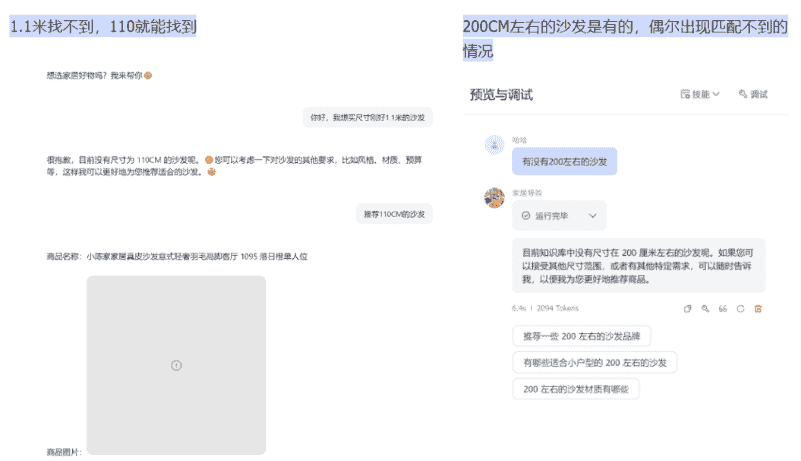 1.1米找不到，110就能找到
想选家居好物吗？我来帮你
你好，我想买尺寸刚好1.1米的沙发
很抱歉，目前没有尺寸为 110CM 的沙发呢。您可以考虑一下对沙发的其他要求，比如风格、材质、预算
等，这样我可以更好地为您推荐适合的沙发。
推荐110CM的沙发
商品名称：小陈家家居真皮沙发意式轻奢羽毛高脚客厅 1095 落日橙单人位
商品图片：
200CM左右的沙发是有的，偶尔出现匹配不到的
情况
预览与调试
技能
调试
哈哈
有没有200左右的沙发
家居导购
运行完毕
目前知识库中没有尺寸在 200 厘米左右的沙发呢。如果您可
以接受其他尺寸范围，或者有其他特定需求，可以随时告诉
我，以便我为您更好地推荐商品。
6.4s | 2094 Tokens
推荐一些 200 左右的沙发品牌
有哪些适合小户型的 200 左右的沙发
200 左右的沙发材质有哪些